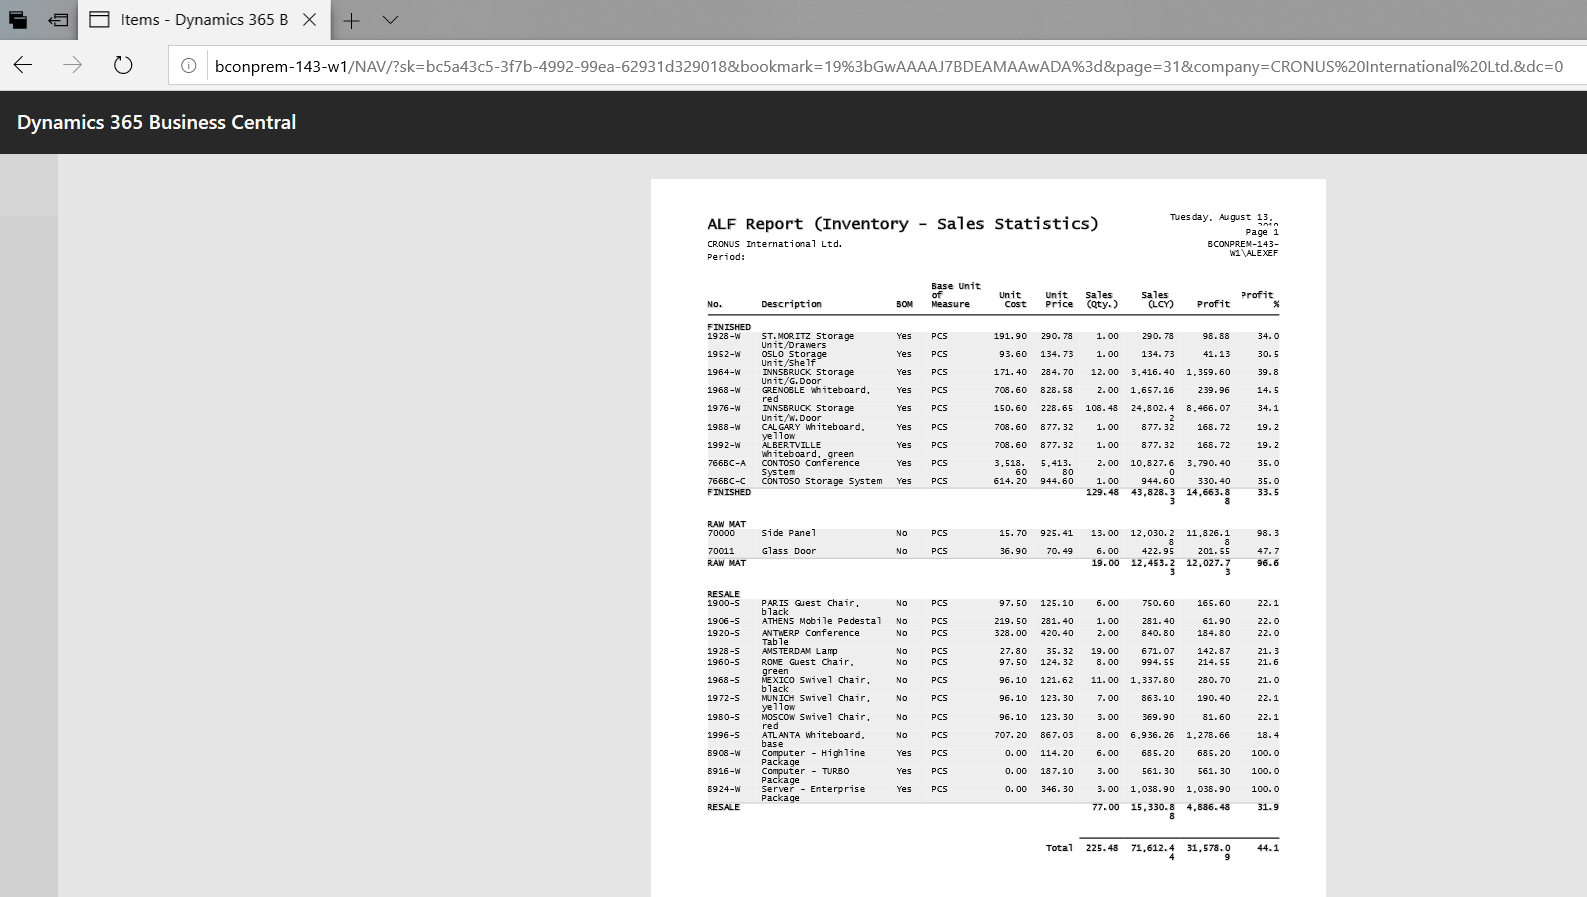 Items - Dynamics 365 B
bconprem-143-w1/NAV/?sk=bc5a43c5-3f7b-4992-99ea-62931d329018&bookmark=19%3bGwAAAAJ7BDEAMAAwADA%3d&page=31&company=CRONUS%20International%20Ltd.&dc=0
Dynamics 365 Business Central
ALF Report (Inventory - Sales Statistics)
Tuesday, August 13,
Page 1
CRONUS International Ltd.
BCONPREM-143-
W1\ALEXEF
Period:
Base Unit
of Unit Unit Sales Sales Profit
No. Description BOM Measure Cost Price (Qty.) (LCY) Profit %
FINISHED
1928-W ST.MORITZ Storage Yes PCS 191.90 290.78 1.00 290.78 98.88 34.0
Unit/Drawers
1952-W OSLO Storage Yes PCS 93.60 134.73 1.00 134.73 41.13 30.5
Unit/Shelf
1964-W INNSBRUCK Storage Yes PCS 171.40 284.70 12.00 3,416.40 1,359.60 39.8
Unit/G.Door
1968-W GRENOBLE Whiteboard, Yes PCS 708.60 828.58 2.00 1,657.16 239.96 14.5
red
1976-W INNSBRUCK Storage Yes PCS 150.60 228.65 108.48 24,802.4 8,466.07 34.1
Unit/W.Door 2
1988-W CALGARY Whiteboard, Yes PCS 708.60 877.32 1.00 877.32 168.72 19.2
yellow
1992-W ALBERTVILLE Yes PCS 708.60 877.32 1.00 877.32 168.72 19.2
Whiteboard, green
766BC-A CONTOSO Conference Yes PCS 3,518. 5,413. 2.00 10,827.6 3,790.40 35.0
System 60 80 0
766BC-C CONTOSO Storage System Yes PCS 614.20 944.60 1.00 944.60 330.40 35.0
FINISHED 129.48 43,828.3 14,663.8 33.5
3 8
RAW MAT
70000 Side Panel No PCS 15.70 925.41 13.00 12,030.2 11,826.1 98.3
8 8
70011 Glass Door No PCS 36.90 70.49 6.00 422.95 201.55 47.7
RAW MAT 19.00 12,453.2 12,027.7 96.6
3 3
RESALE
1900-S PARIS Guest Chair, No PCS 97.50 125.10 6.00 750.60 165.60 22.1
black
1906-S ATHENS Mobile Pedestal No PCS 219.50 281.40 1.00 281.40 61.90 22.0
1920-S ANTWERP Conference No PCS 328.00 420.40 2.00 840.80 184.80 22.0
Table
1928-S AMSTERDAM Lamp No PCS 27.80 35.32 19.00 671.07 142.87 21.3
1960-S ROME Guest Chair, No PCS 97.50 124.32 8.00 994.55 214.55 21.6
green
1968-S MEXICO Swivel Chair, No PCS 96.10 121.62 11.00 1,337.80 280.70 21.0
black
1972-S MUNICH Swivel Chair, No PCS 96.10 123.30 7.00 863.10 190.40 22.1
yellow
1980-S MOSCOW Swivel Chair, No PCS 96.10 123.30 3.00 369.90 81.60 22.1
red
1996-S ATLANTA Whiteboard, No PCS 707.20 867.03 8.00 6,936.26 1,278.66 18.4
base
8908-W Computer - Highline Yes PCS 0.00 114.20 6.00 685.20 685.20 100.0
Package
8916-W Computer - TURBO Yes PCS 0.00 187.10 3.00 561.30 561.30 100.0
Package
8924-W Server - Enterprise Yes PCS 0.00 346.30 3.00 1,038.90 1,038.90 100.0
Package
RESALE 77.00 15,330.8 4,886.48 31.9
8
Total 225.48 71,612.4 31,578.0 44.1
4 9